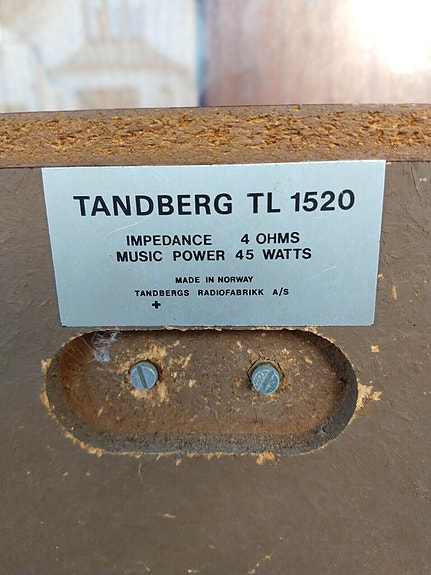 TANDBERG TL 1520
IMPEDANCE 4 OHMS
MUSIC POWER 45 WATTS
MADE IN NORWAY
TANDBERGS RADIOFABRIKK A/S
+